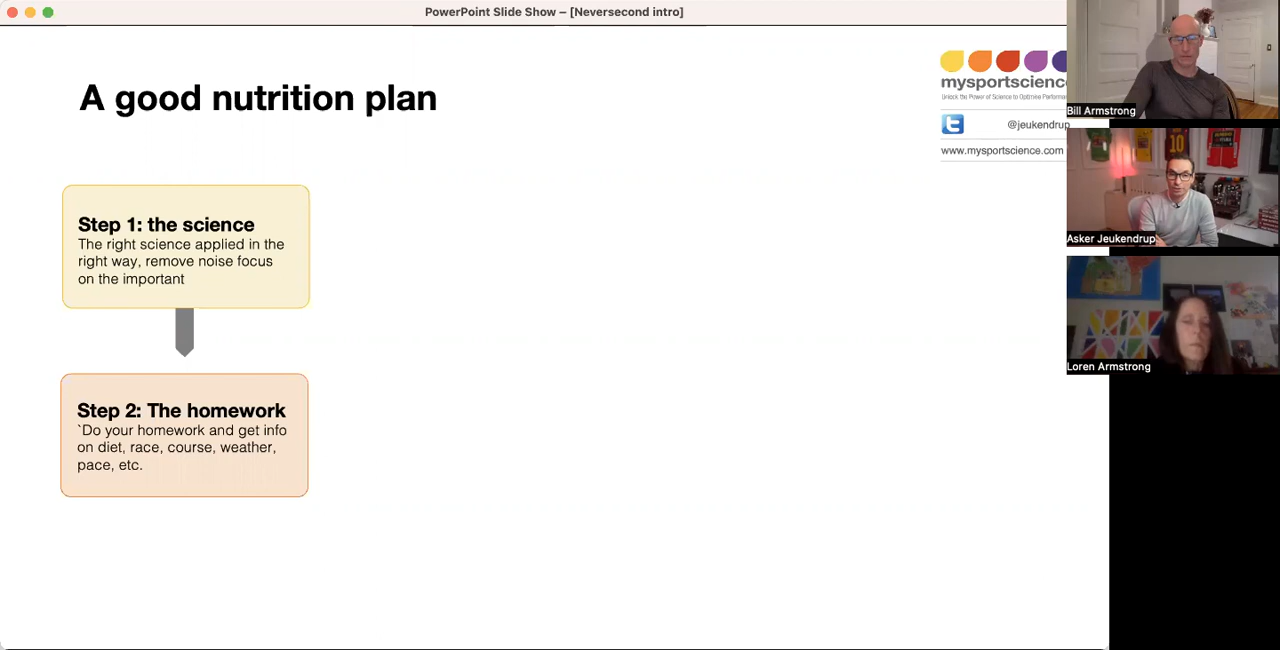 PowerPoint Slide Show – [Neversecond intro]
A good nutrition plan
mysportscienc
Unlock the Power of Science to Optimise Performa
@jeukendrup
www.mysportscience.com
Step 1: the science
The right science applied in the
right way, remove noise focus
on the important
Step 2: The homework
`Do your homework and get info
on diet, race, course, weather,
pace, etc.
Bill Armstrong
10
Asker Jeukendrup
Loren Armstrong